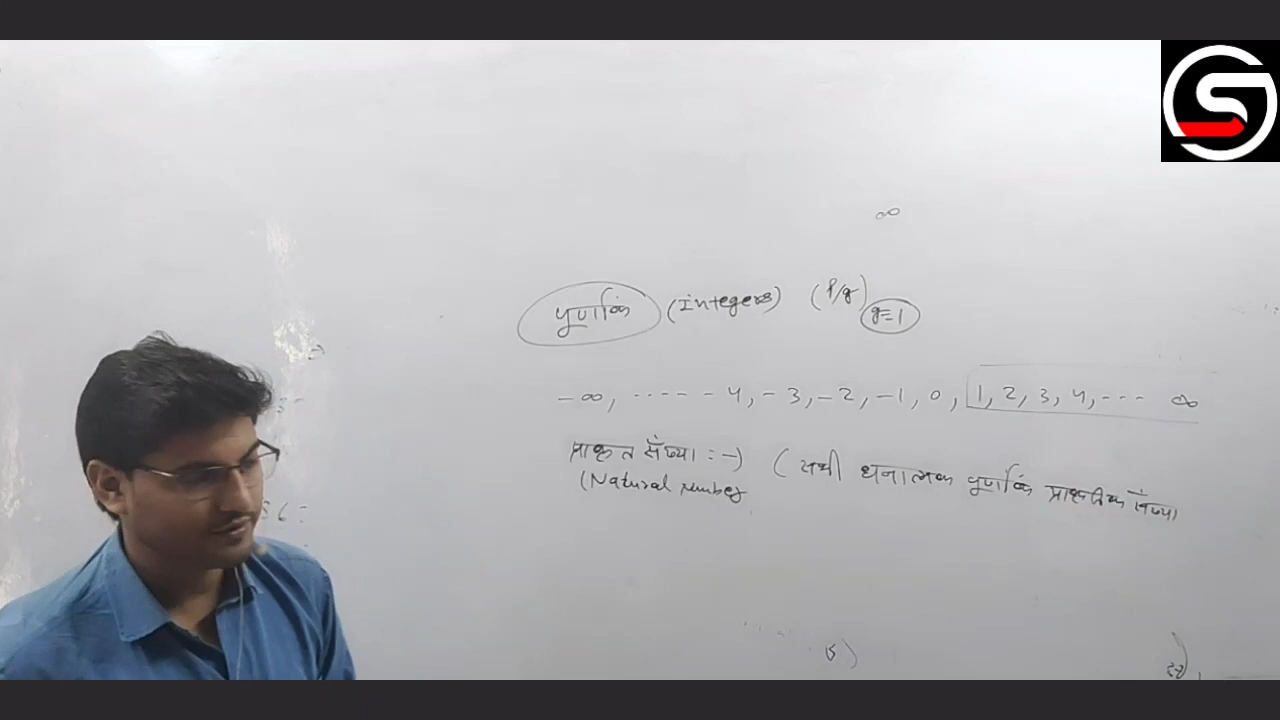 ∞
पूर्णांक (Integers) (P/q) q=1
-∞, ----- -4, -3, -2, -1, 0, 1, 2, 3, 4, --- ∞
प्राकृत संख्या :-) (सभी धनात्मक पूर्णांक प्राकृतिक संख्या
(Natural number